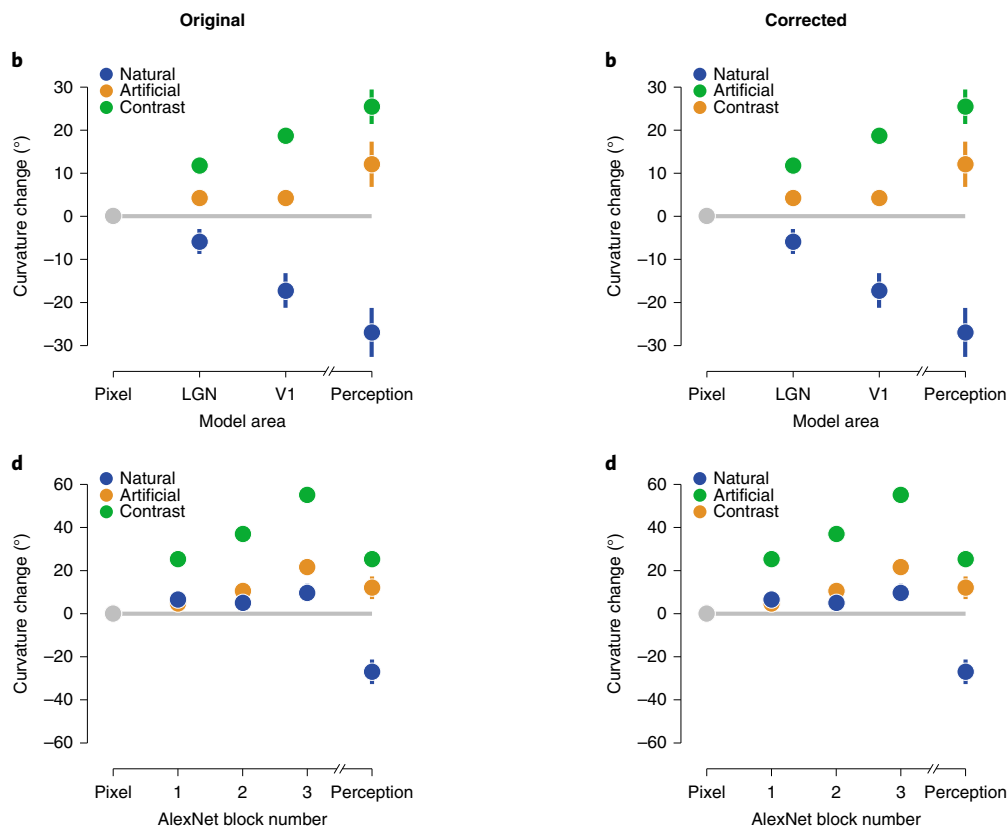 Original
Corrected
b
Natural
Artificial
Contrast
30
20
10
0
–10
–20
–30
Curvature change (°)
Pixel
LGN
V1
Perception
Model area
b
Natural
Artificial
Contrast
30
20
10
0
–10
–20
–30
Curvature change (°)
Pixel
LGN
V1
Perception
Model area
d
Natural
Artificial
Contrast
60
40
20
0
–20
–40
–60
Curvature change (°)
Pixel
1
2
3
Perception
AlexNet block number
d
Natural
Artificial
Contrast
60
40
20
0
–20
–40
–60
Curvature change (°)
Pixel
1
2
3
Perception
AlexNet block number